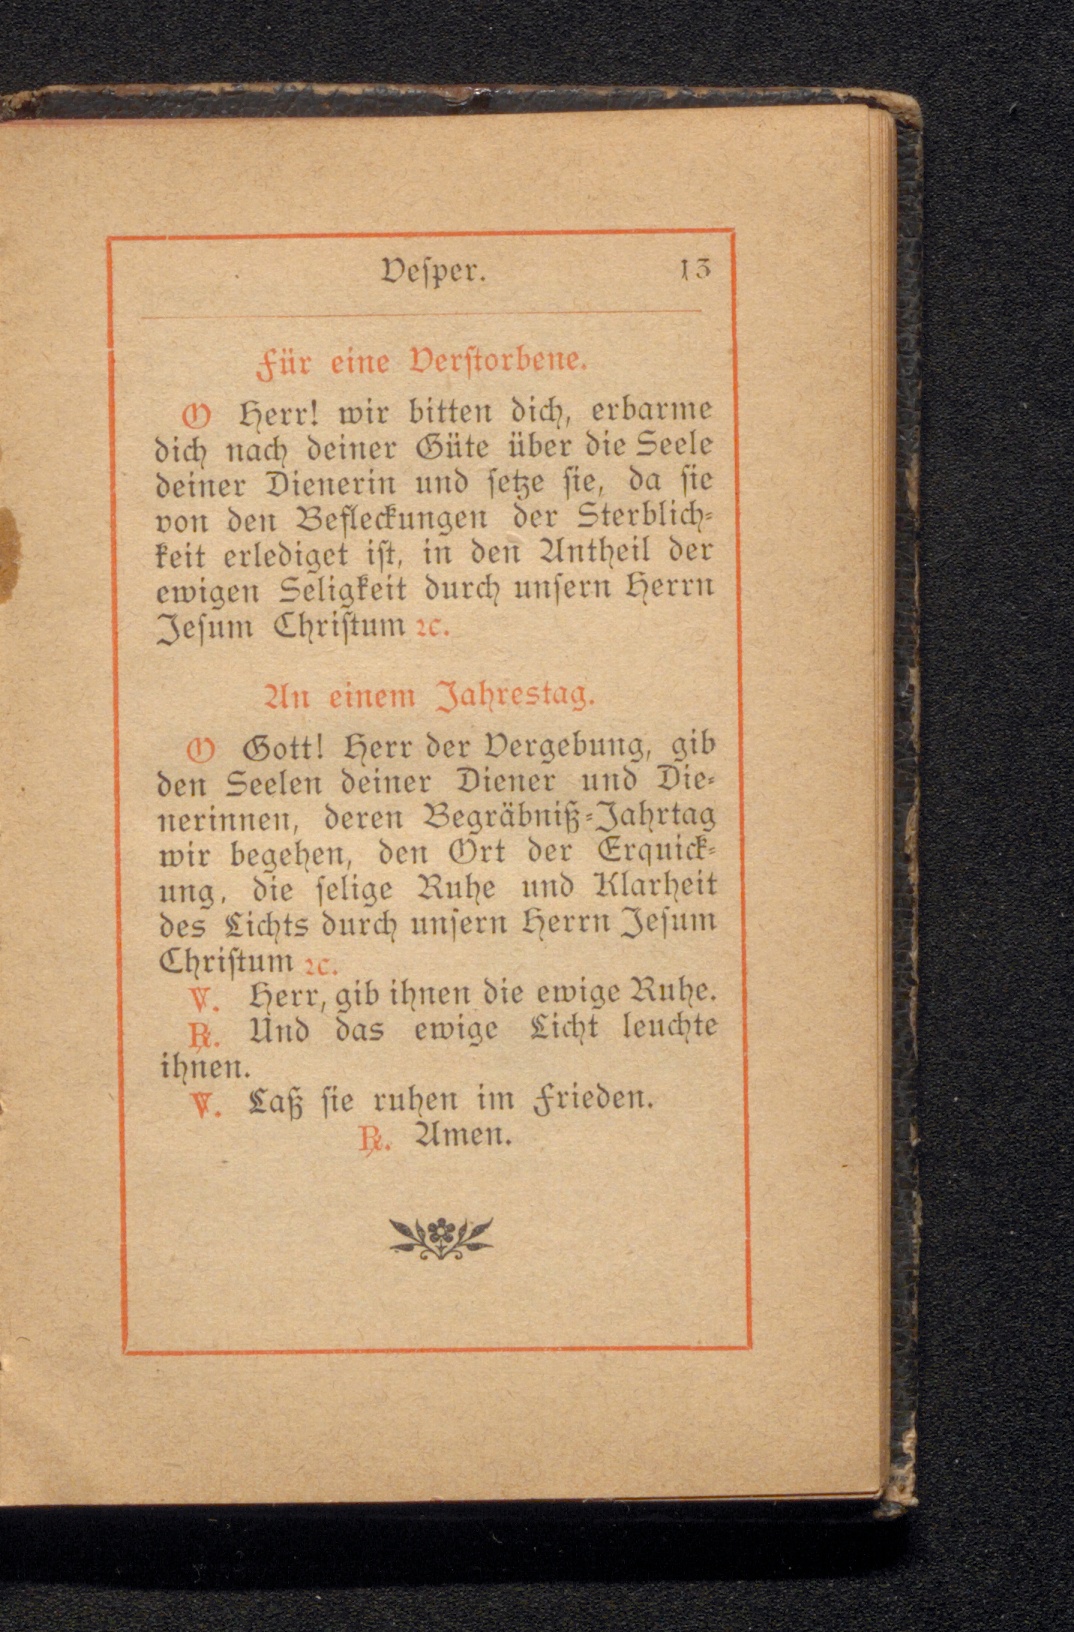 Veſper. 13
Für eine Verſtorbene.
O Herr! wir bitten dich, erbarme
dich nach deiner Güte über die Seele
deiner Dienerin und ſetze ſie, da ſie
von den Befleckungen der Sterblich-
keit erlediget iſt, in den Antheil der
ewigen Seligkeit durch unſern Herrn
Jeſum Chriſtum ꝛc.
An einem Jahrestag.
O Gott! Herr der Vergebung, gib
den Seelen deiner Diener und Die-
nerinnen, deren Begräbniß-Jahrtag
wir begehen, den Ort der Erquick-
ung, die ſelige Ruhe und Klarheit
des Lichts durch unſern Herrn Jeſum
Chriſtum ꝛc.
℣. Herr, gib ihnen die ewige Ruhe.
℟. Und das ewige Licht leuchte
ihnen.
℣. Laß ſie ruhen im Frieden.
℟. Amen.